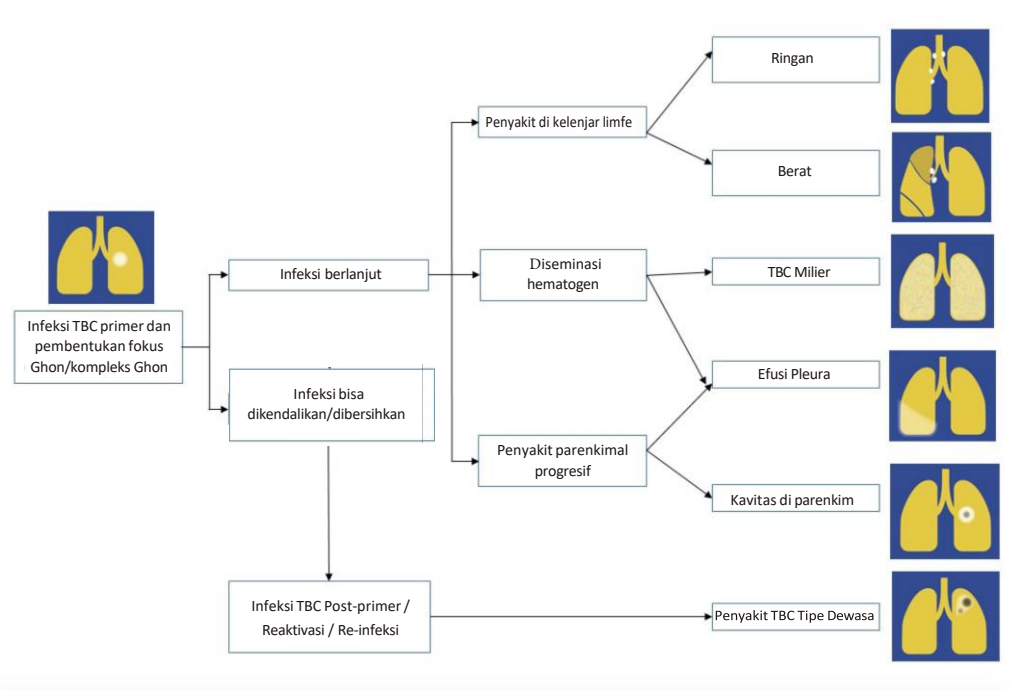 Infeksi TBC primer dan
pembentukan fokus
Ghon/kompleks Ghon
Infeksi berlanjut
Infeksi bisa
dikendalikan/dibersihkan
Infeksi TBC Post-primer /
Reaktivasi / Re-infeksi
Penyakit di kelenjar limfe
Diseminasi
hematogen
Penyakit parenkimal
progresif
Ringan
Berat
TBC Milier
Efusi Pleura
Kavitas di parenkim
Penyakit TBC Tipe Dewasa